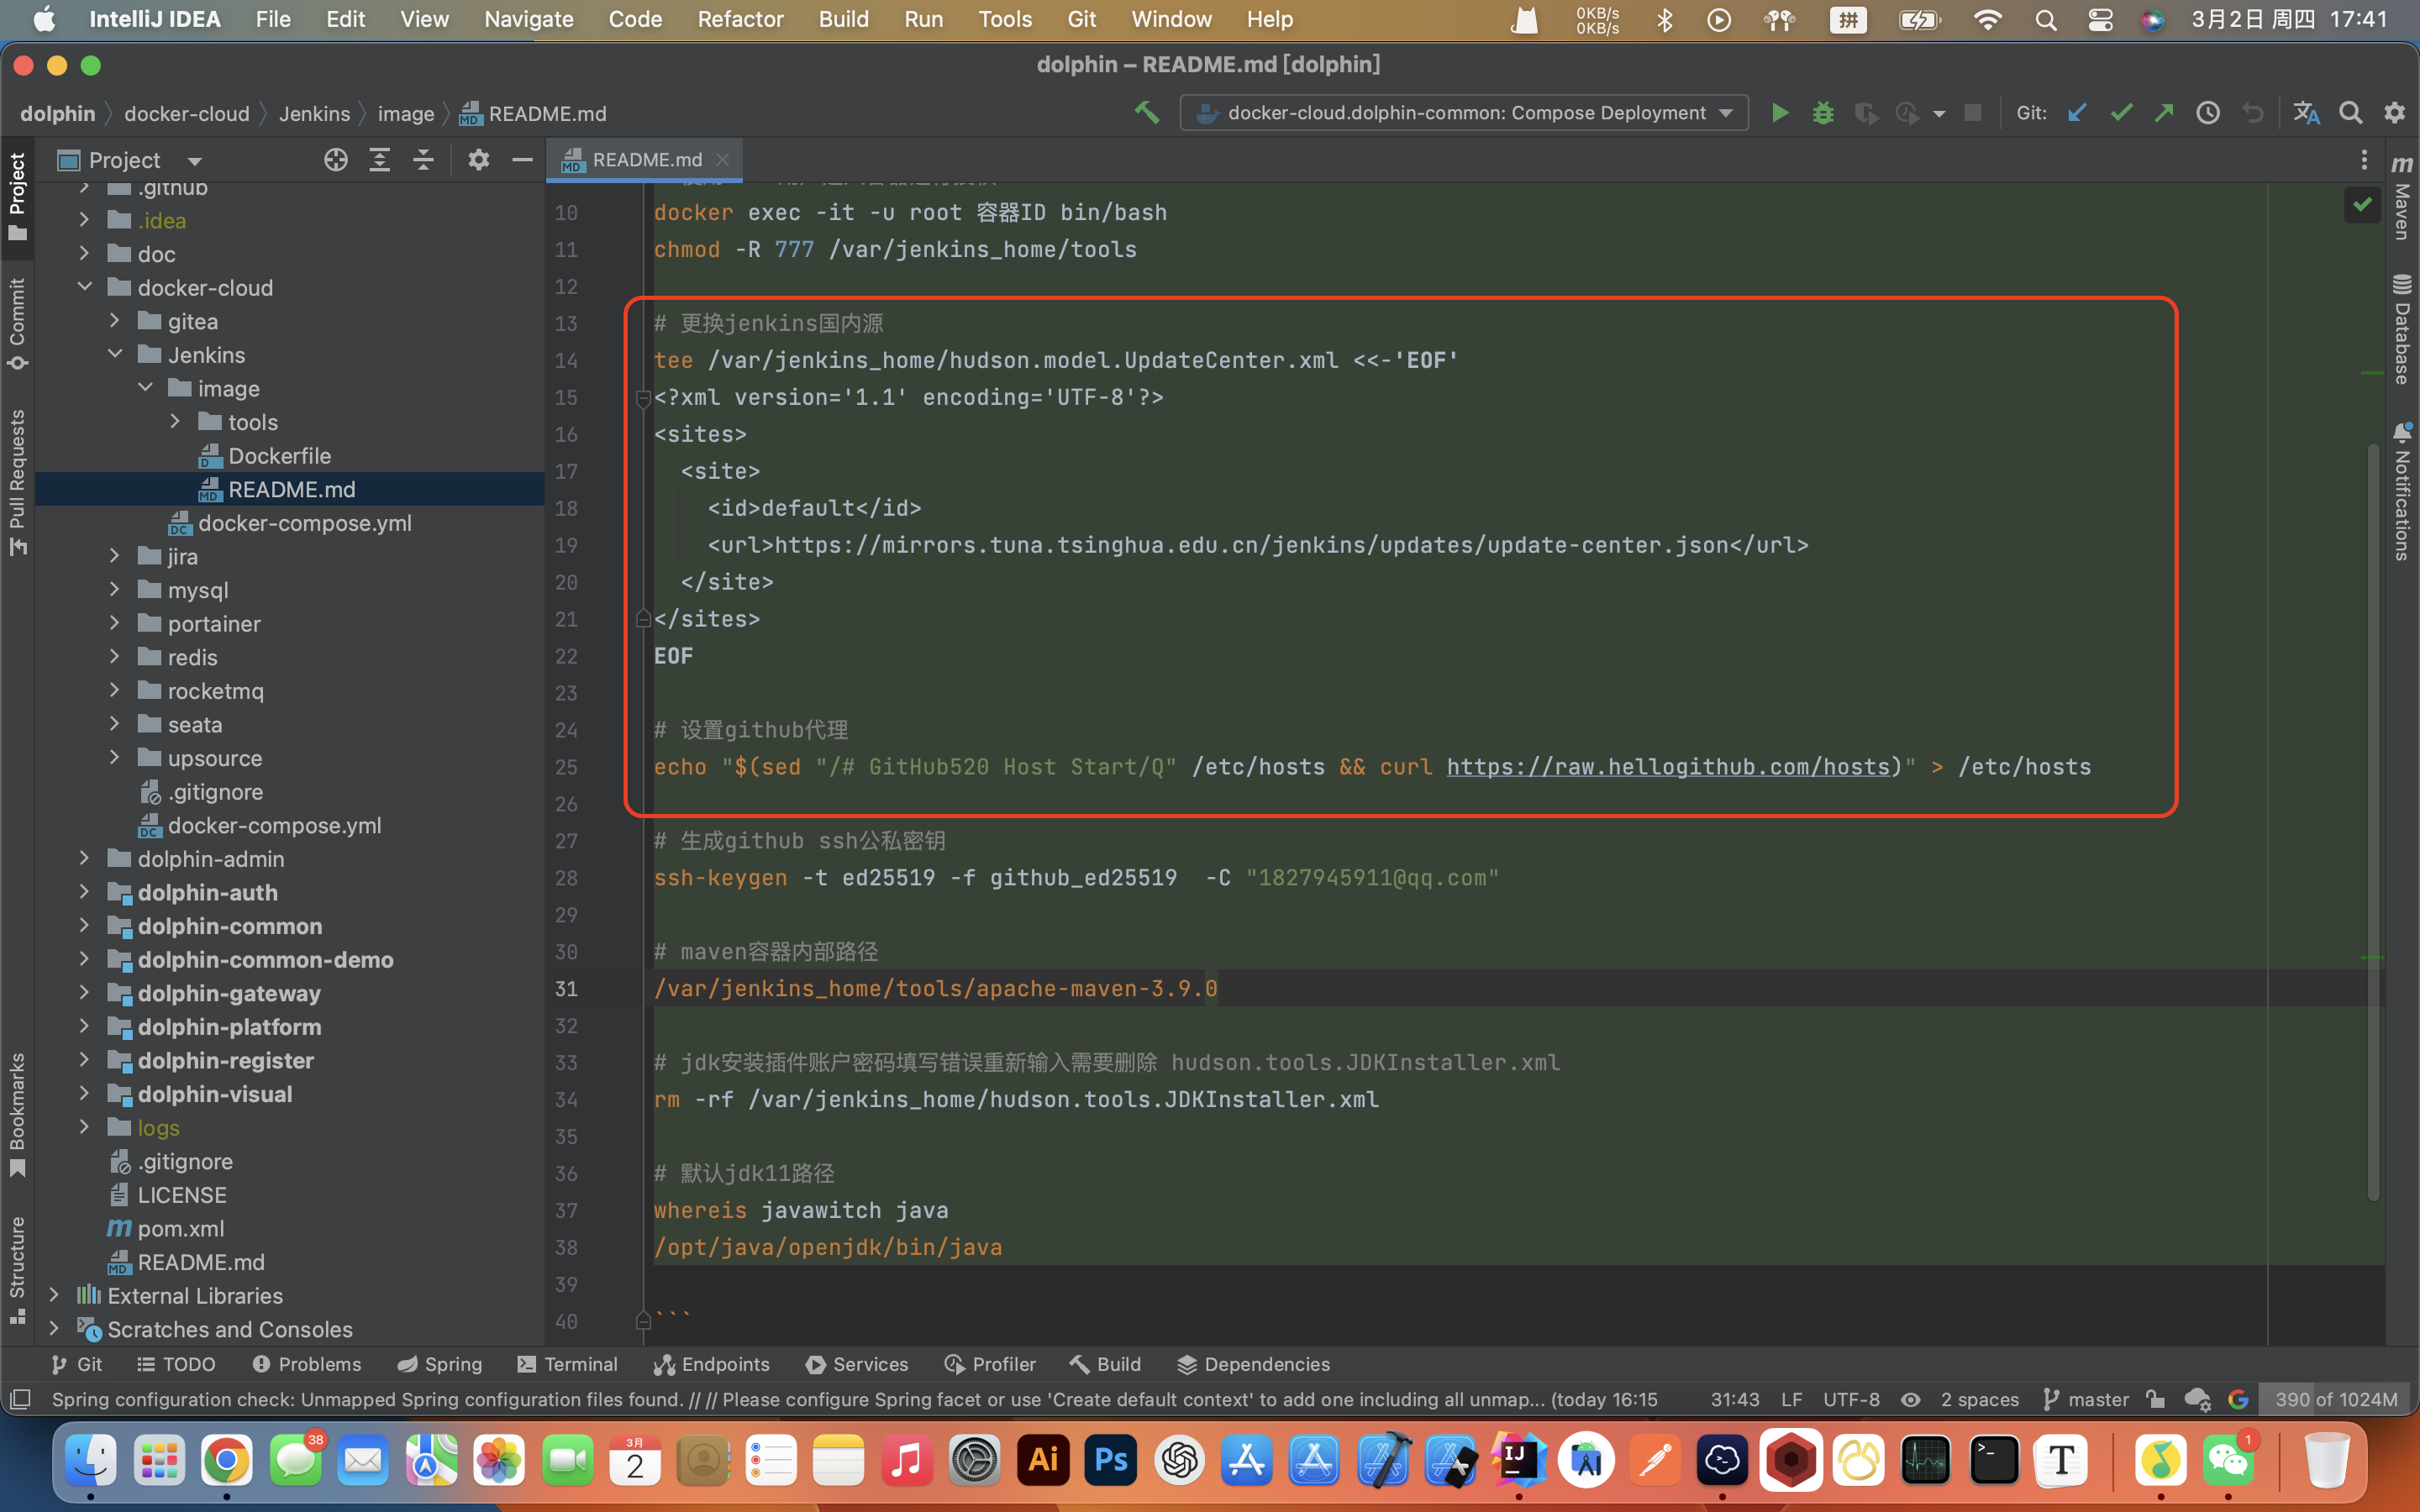 IntelliJ IDEA File Edit View Navigate Code Refactor Build Run Tools Git Window Help 0KB/s 0KB/s 拼 3月2日 周四 17:41
dolphin – README.md [dolphin]
dolphin docker-cloud Jenkins image README.md docker-cloud.dolphin-common: Compose Deployment Git:
Project
README.md
Project
Commit
Pull Requests
Bookmarks
Structure
.github
.idea
doc
docker-cloud
gitea
Jenkins
image
tools
Dockerfile
README.md
docker-compose.yml
jira
mysql
portainer
redis
rocketmq
seata
upsource
.gitignore
docker-compose.yml
dolphin-admin
dolphin-auth
dolphin-common
dolphin-common-demo
dolphin-gateway
dolphin-platform
dolphin-register
dolphin-visual
logs
.gitignore
LICENSE
pom.xml
README.md
External Libraries
Scratches and Consoles
10 docker exec -it -u root 容器ID bin/bash
11 chmod -R 777 /var/jenkins_home/tools
12
13 # 更换jenkins国内源
14 tee /var/jenkins_home/hudson.model.UpdateCenter.xml <<-'EOF'
15 <?xml version='1.1' encoding='UTF-8'?>
16 <sites>
17 <site>
18 <id>default</id>
19 <url>https://mirrors.tuna.tsinghua.edu.cn/jenkins/updates/update-center.json</url>
20 </site>
21 </sites>
22 EOF
23
24 # 设置github代理
25 echo "$(sed "/# GitHub520 Host Start/Q" /etc/hosts && curl https://raw.hellogithub.com/hosts)" > /etc/hosts
26
27 # 生成github ssh公私密钥
28 ssh-keygen -t ed25519 -f github_ed25519 -C "1827945911@qq.com"
29
30 # maven容器内部路径
31 /var/jenkins_home/tools/apache-maven-3.9.0
32
33 # jdk安装插件账户密码填写错误重新输入需要删除 hudson.tools.JDKInstaller.xml
34 rm -rf /var/jenkins_home/hudson.tools.JDKInstaller.xml
35
36 # 默认jdk11路径
37 whereis javawitch java
38 /opt/java/openjdk/bin/java
39
40 ```
Maven
Database
Notifications
Git TODO Problems Spring Terminal Endpoints Services Profiler Build Dependencies
Spring configuration check: Unmapped Spring configuration files found. // // Please configure Spring facet or use 'Create default context' to add one including all unmap... (today 16:15 31:43 LF UTF-8 2 spaces master 390 of 1024M
38 3月 2 Ai Ps IJ T 1